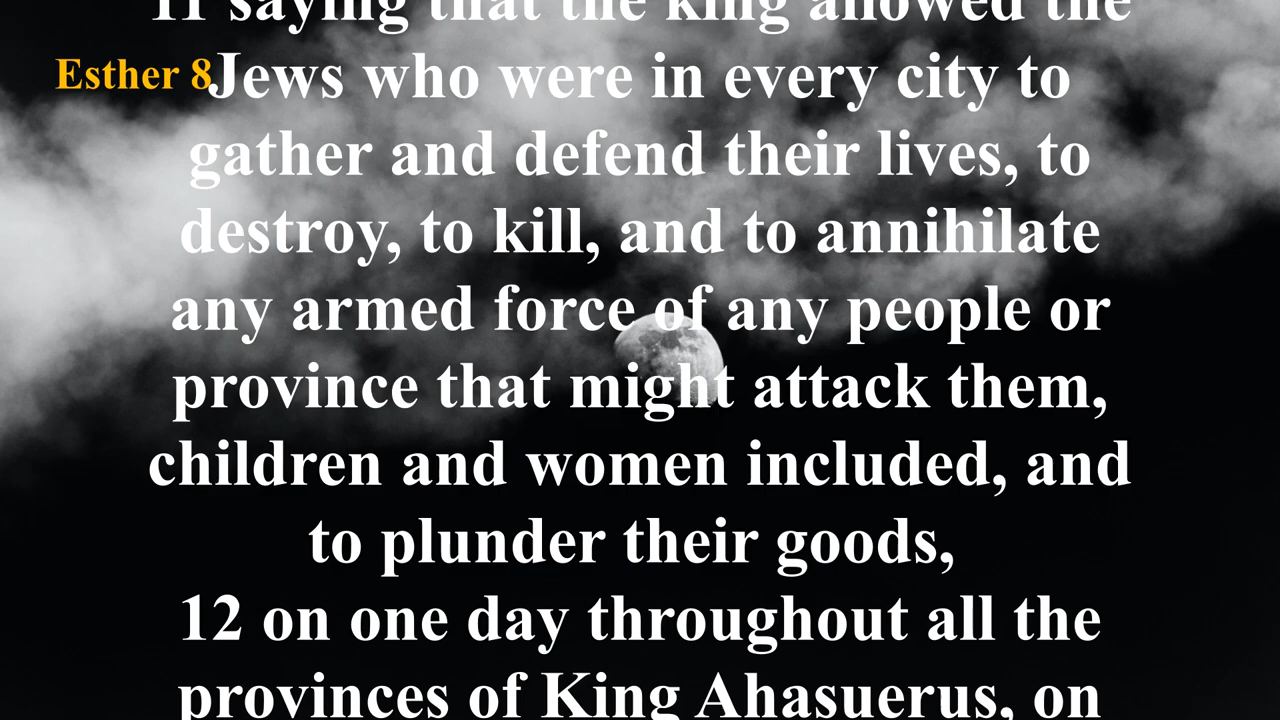 11 saying that the king allowed the
Esther 8
Jews who were in every city to
gather and defend their lives, to
destroy, to kill, and to annihilate
any armed force of any people or
province that might attack them,
children and women included, and
to plunder their goods,
12 on one day throughout all the
provinces of King Ahasuerus, on